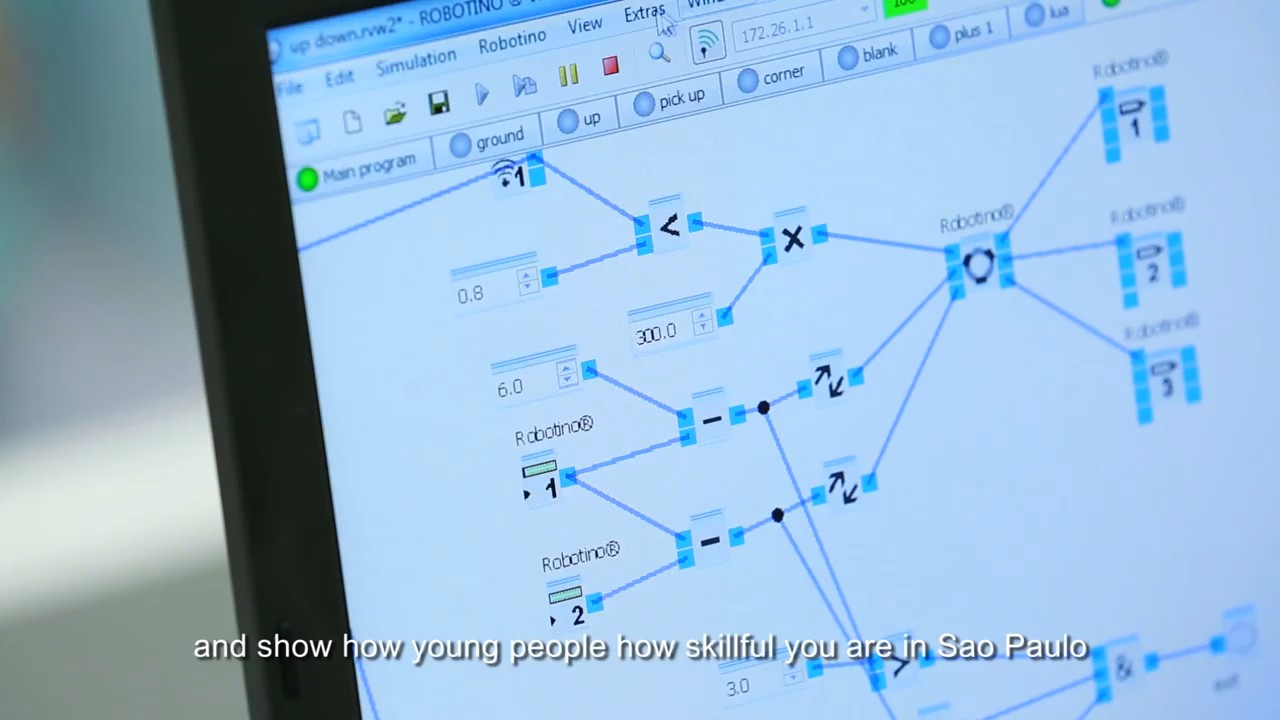 up down.rvw2* - ROBOTINO ®
File Edit Simulation Robotino View Extras
172.26.1.1
100
Main program ground up pick up corner blank plus 1 lua
1
<
0.8
×
300.0
Robotino®
Robotino®
1
Robotino®
2
Robotino®
3
6.0
−
Robotino®
1
−
Robotino®
2
3.0
>
&
and show how young people how skillful you are in Sao Paulo